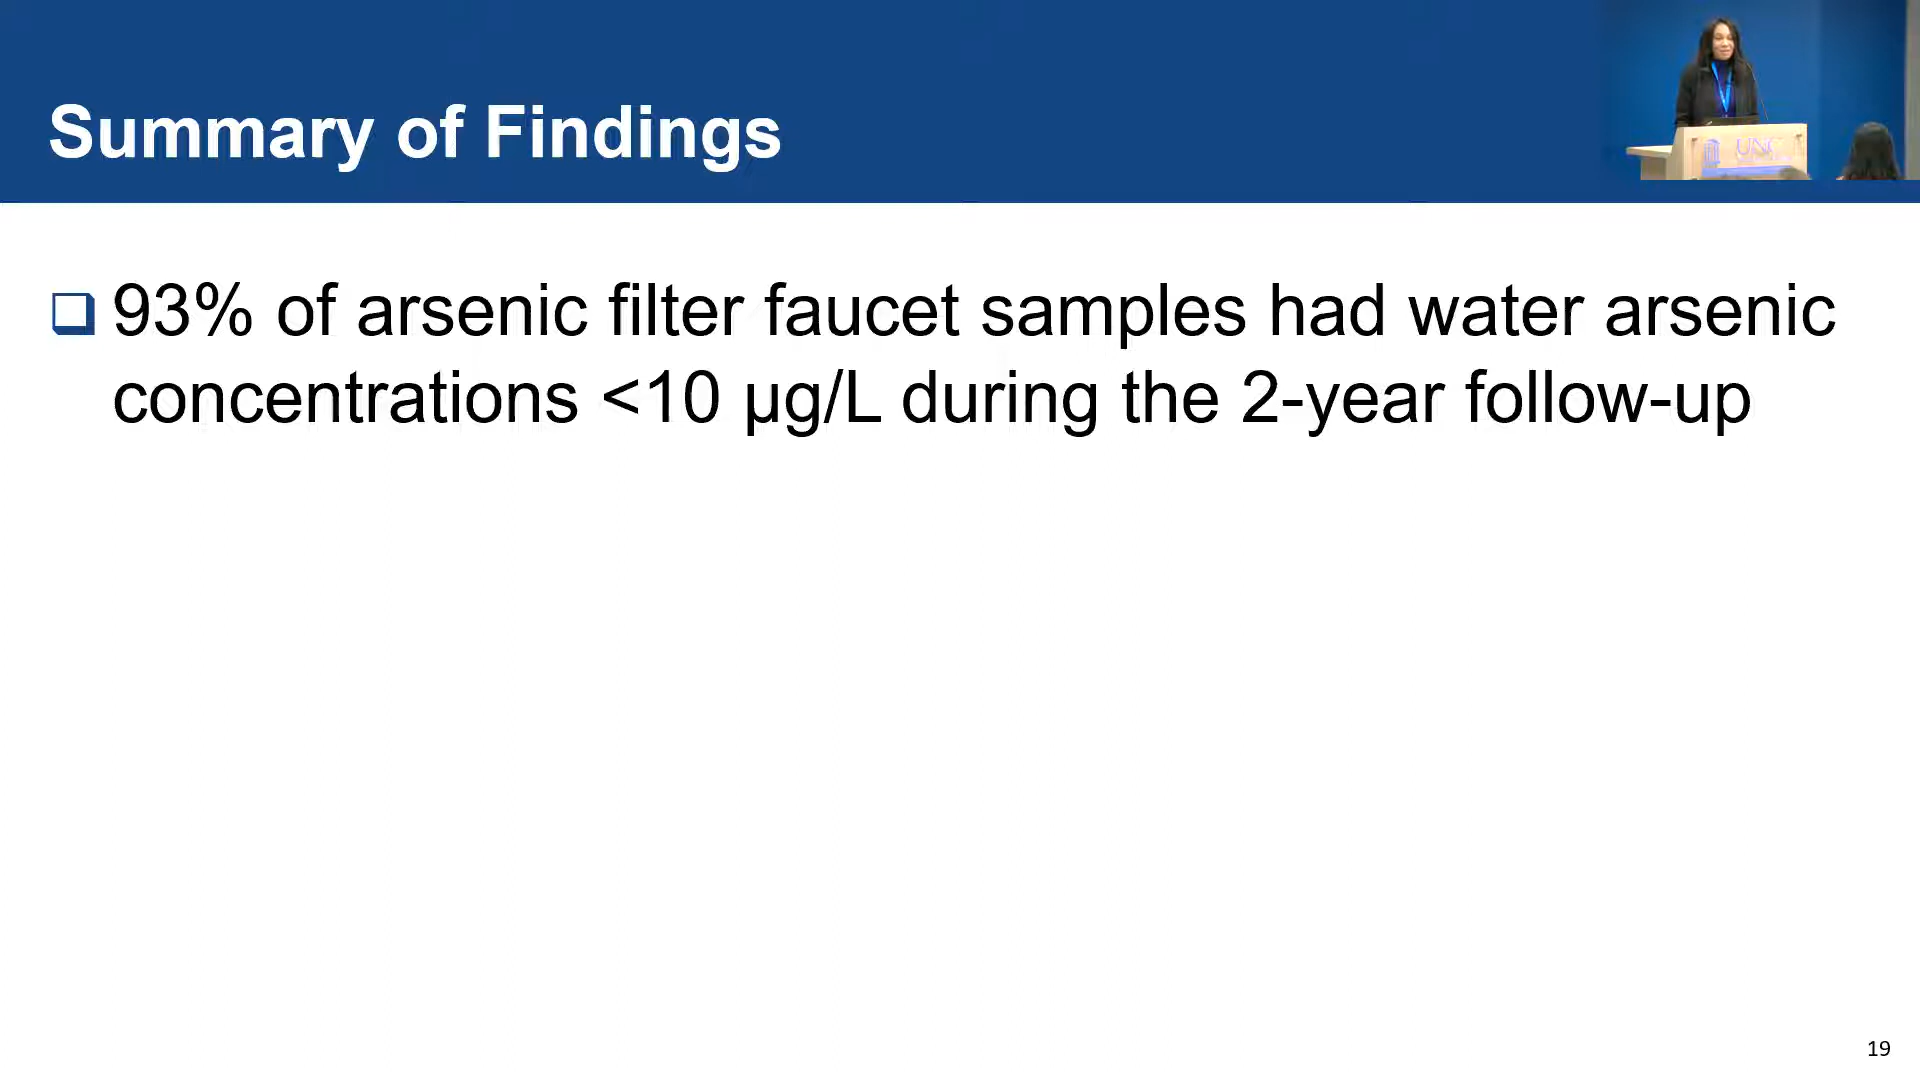 Summary of Findings
UNC
93% of arsenic filter faucet samples had water arsenic
concentrations <10 µg/L during the 2-year follow-up
19